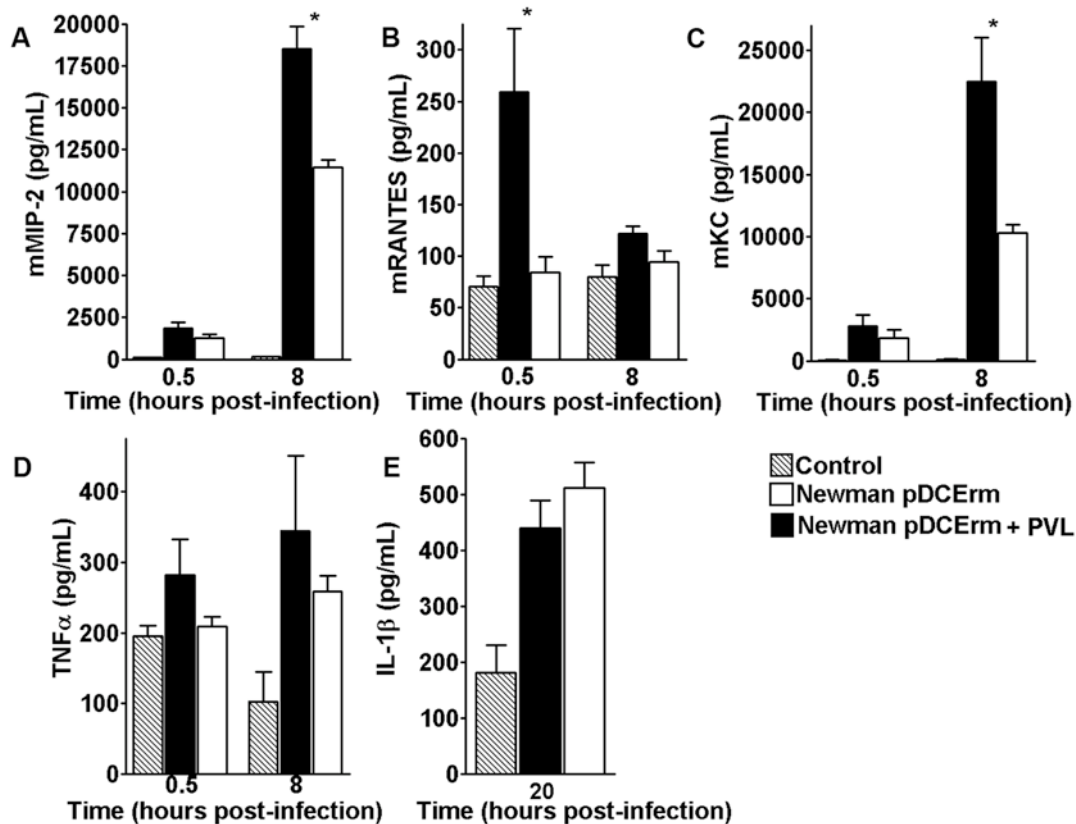 A
mMIP-2 (pg/mL)
20000
17500
15000
12500
10000
7500
5000
2500
0
*
0.5 8
Time (hours post-infection)
B
mRANTES (pg/mL)
300
250
200
150
100
50
0
*
0.5 8
Time (hours post-infection)
C
mKC (pg/mL)
25000
20000
15000
10000
5000
0
*
0.5 8
Time (hours post-infection)
D
TNFα (pg/mL)
400
300
200
100
0
0.5 8
Time (hours post-infection)
E
IL-1β (pg/mL)
600
500
400
300
200
100
0
20
Time (hours post-infection)
Control
Newman pDCErm
Newman pDCErm + PVL